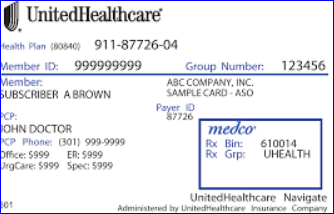 UnitedHealthcare®
Health Plan (80840) 911-87726-04
Member ID: 999999999 Group Number: 123456
Member: ABC COMPANY, INC.
SUBSCRIBER A BROWN SAMPLE CARD - ASO
Payer ID
PCP: 87726
JOHN DOCTOR
PCP Phone: (301) 999-9999
Office: $999 ER: $999
UrgCare: $999 Spec: $999
medco®
Rx Bin: 610014
Rx Grp: UHEALTH
UnitedHealthcare Navigate
501 Administered by UnitedHealthcare Insurance Company